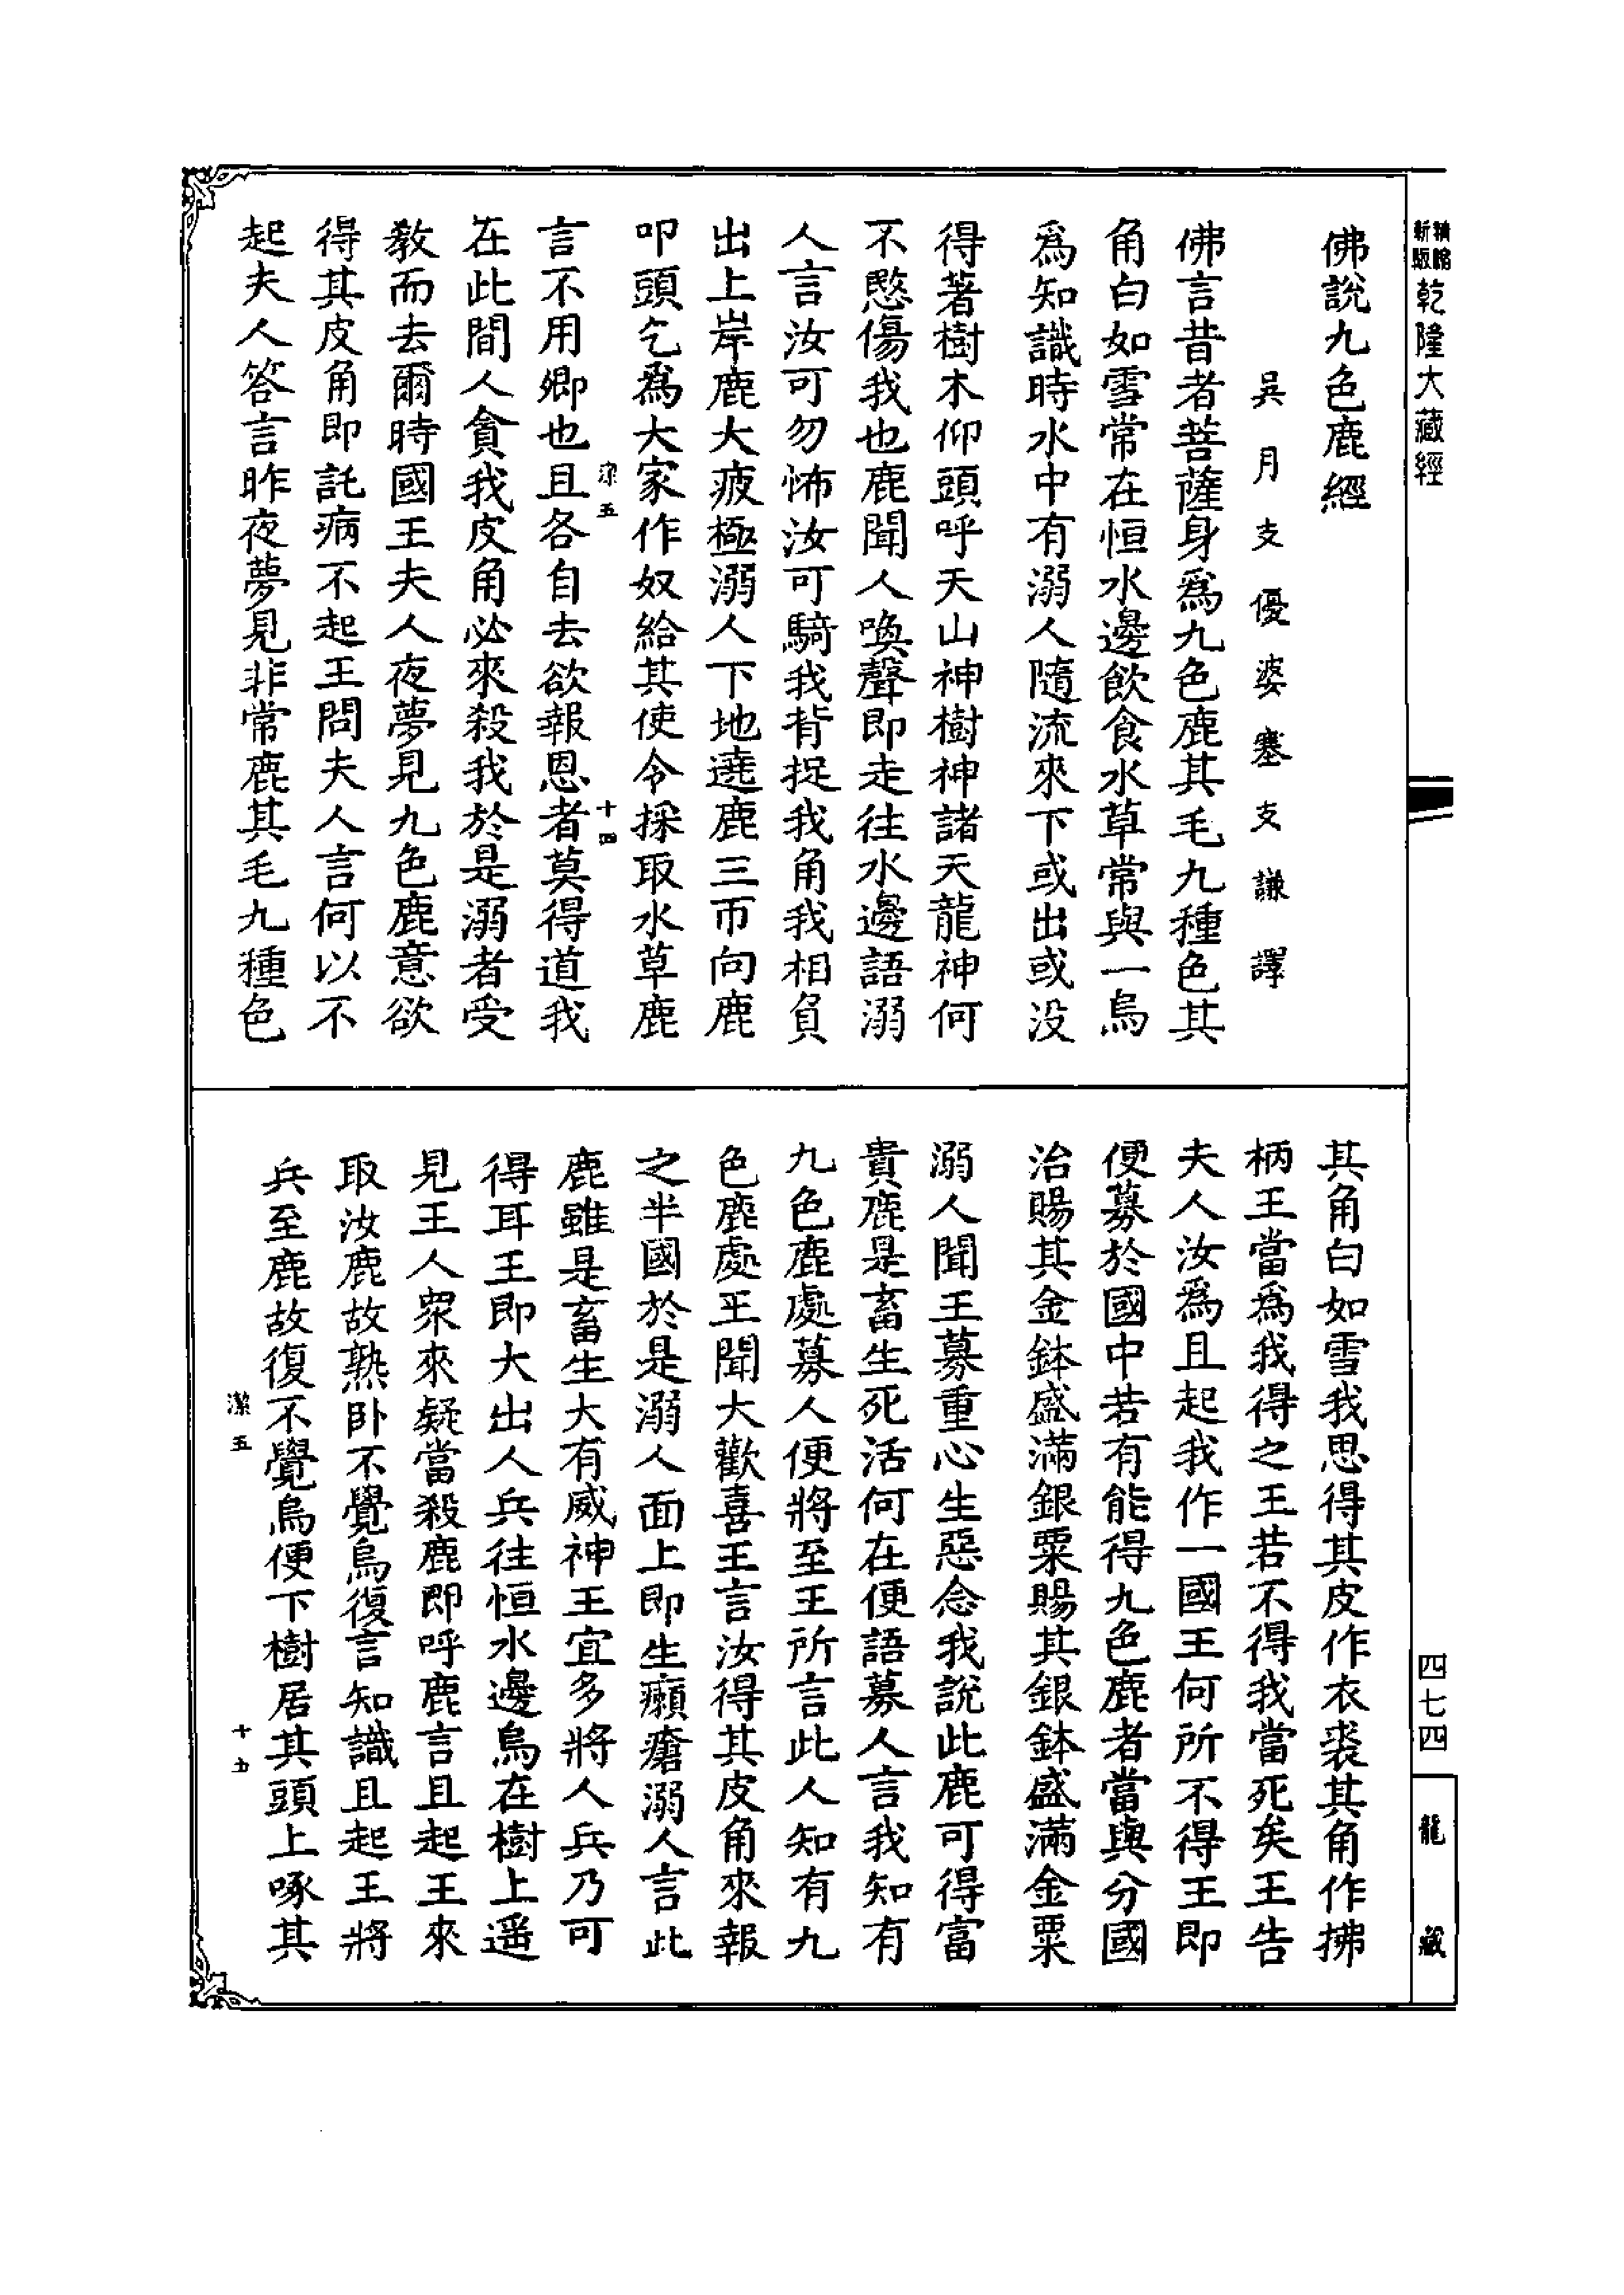 精縮新版乾隆大藏經
佛說九色鹿經
吳月支優婆塞支謙譯
佛言昔者菩薩身爲九色鹿其毛九種色其
角白如雪常在恒水邊飲食水草常與一烏
爲知識時水中有溺人隨流來下或出或没
得著樹木仰頭呼天山神樹神諸天龍神何
不愍傷我也鹿聞人喚聲即走往水邊語溺
人言汝可勿怖汝可騎我背捉我角我相負
出上岸鹿大疲極溺人下地遶鹿三帀向鹿
叩頭乞爲大家作奴給其使令採取水草鹿
潔五
十四
言不用卿也且各自去欲報恩者莫得道我
在此間人貪我皮角必來殺我於是溺者受
教而去爾時國王夫人夜夢見九色鹿意欲
得其皮角即託病不起王問夫人言何以不
起夫人答言昨夜夢見非常鹿其毛九種色
其角白如雪我思得其皮作衣裘其角作拂
柄王當爲我得之王若不得我當死矣王告
夫人汝爲且起我作一國王何所不得王即
便募於國中若有能得九色鹿者當與分國
治賜其金鉢盛滿銀粟賜其銀鉢盛滿金粟
溺人聞王募重心生惡念我說此鹿可得富
貴鹿是畜生死活何在便語募人言我知有
九色鹿處募人便將至王所言此人知有九
色鹿處王聞大歡喜王言汝得其皮角來報
之半國於是溺人面上即生癩瘡溺人言此
鹿雖是畜生大有威神王宜多將人兵乃可
得耳王即大出人兵往恒水邊烏在樹上遥
見王人衆來疑當殺鹿即呼鹿言且起王來
取汝鹿故熟卧不覺烏復言知識且起王將
兵至鹿故復不覺烏便下樹居其頭上啄其
潔五
十五
四七四
龍藏